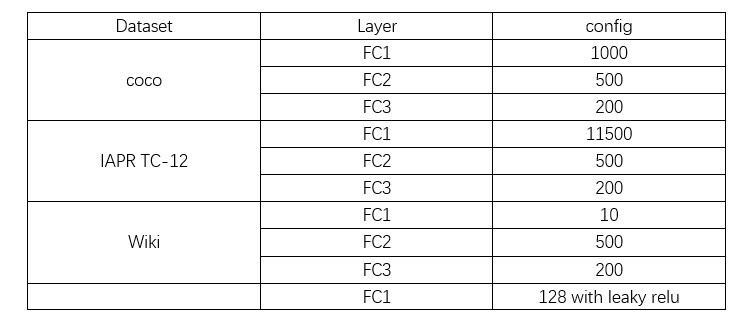 Dataset Layer config
coco FC1 1000
FC2 500
FC3 200
IAPR TC-12 FC1 11500
FC2 500
FC3 200
Wiki FC1 10
FC2 500
FC3 200
FC1 128 with leaky relu